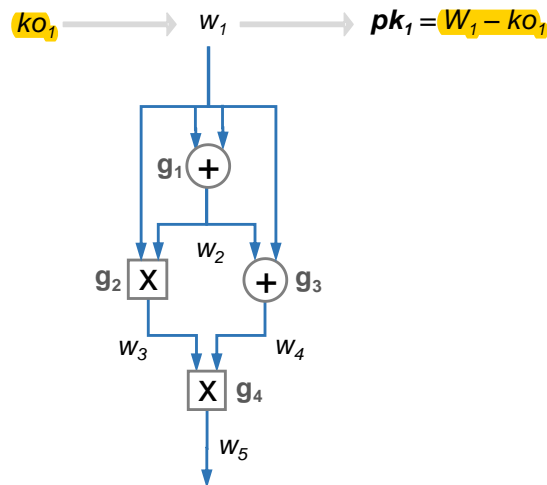 ko₁ w₁ pk₁ = W₁ – ko₁
g₁ +
w₂
g₂ X + g₃
w₃ w₄
X g₄
w₅